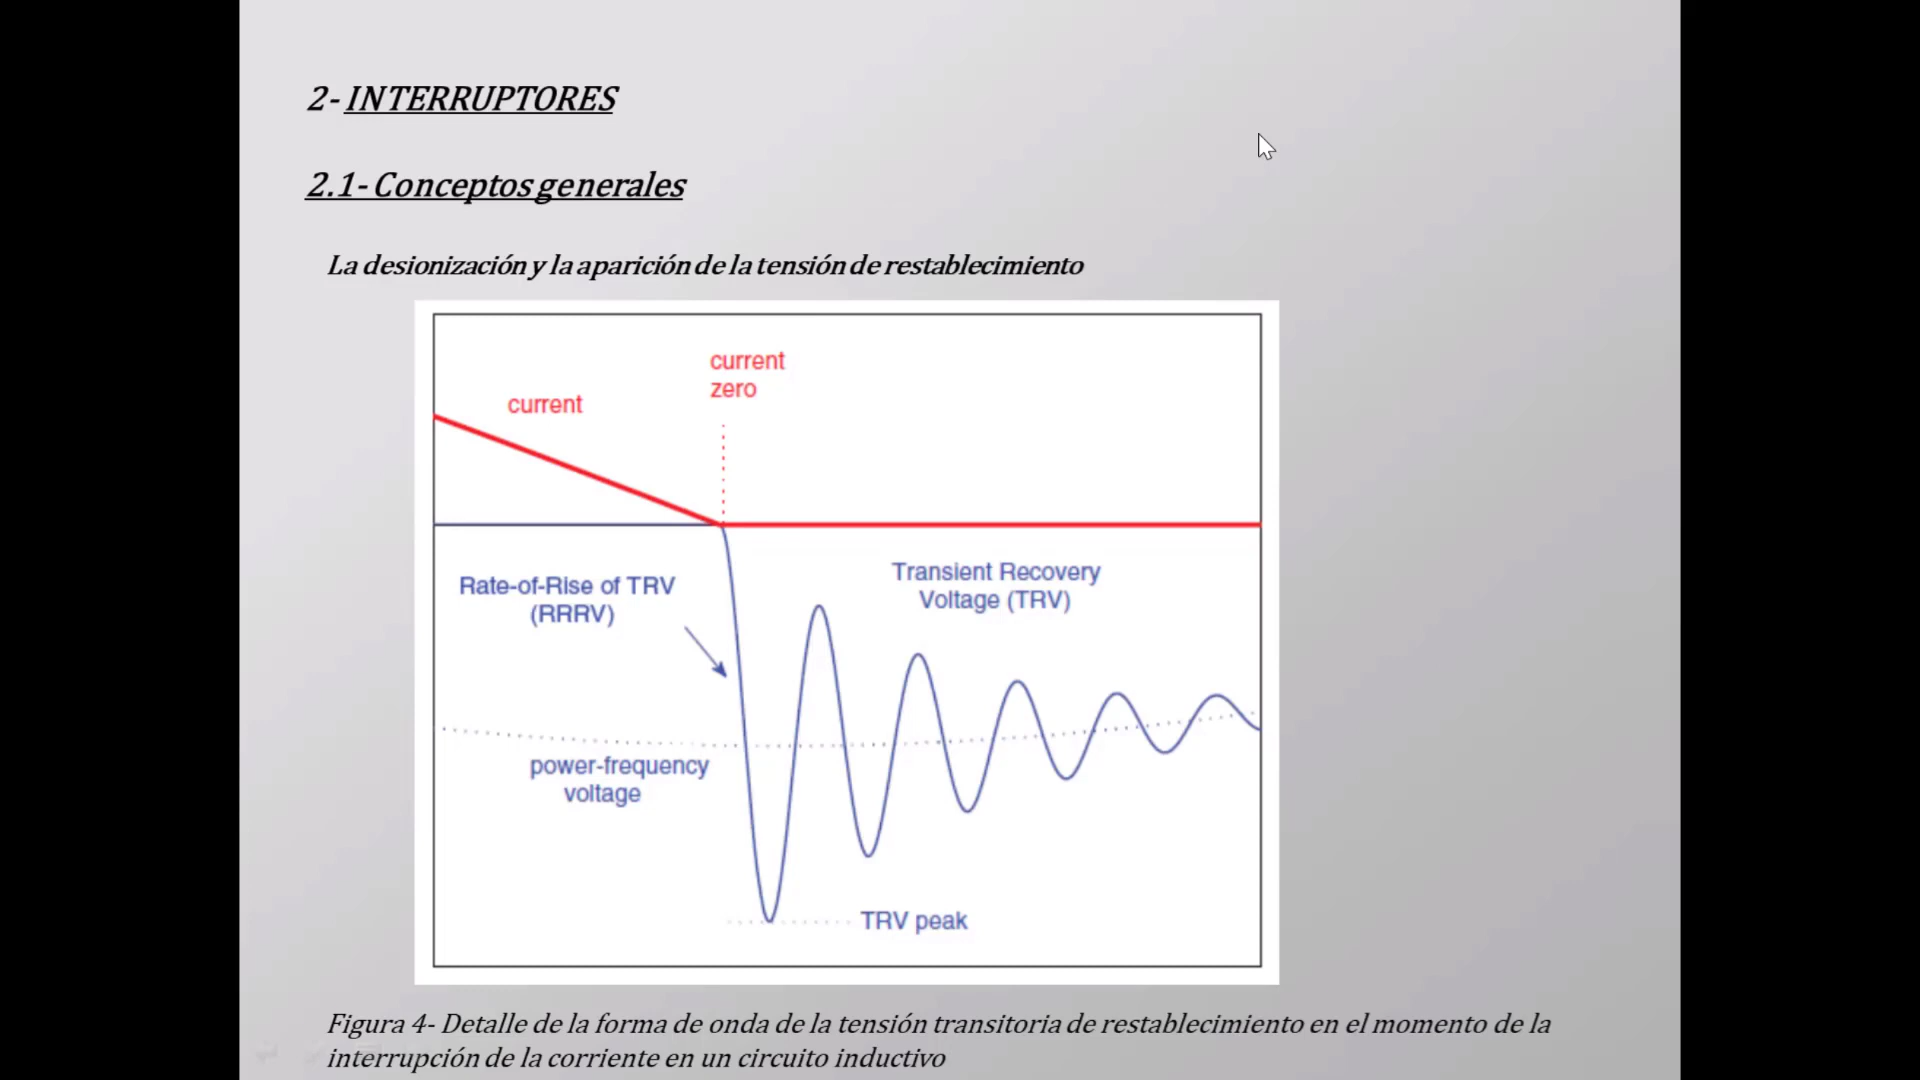 2- INTERRUPTORES
2.1- Conceptos generales
La desionización y la aparición de la tensión de restablecimiento
current
zero
current
Rate-of-Rise of TRV
(RRRV)
Transient Recovery
Voltage (TRV)
power-frequency
voltage
TRV peak
Figura 4- Detalle de la forma de onda de la tensión transitoria de restablecimiento en el momento de la
interrupción de la corriente en un circuito inductivo